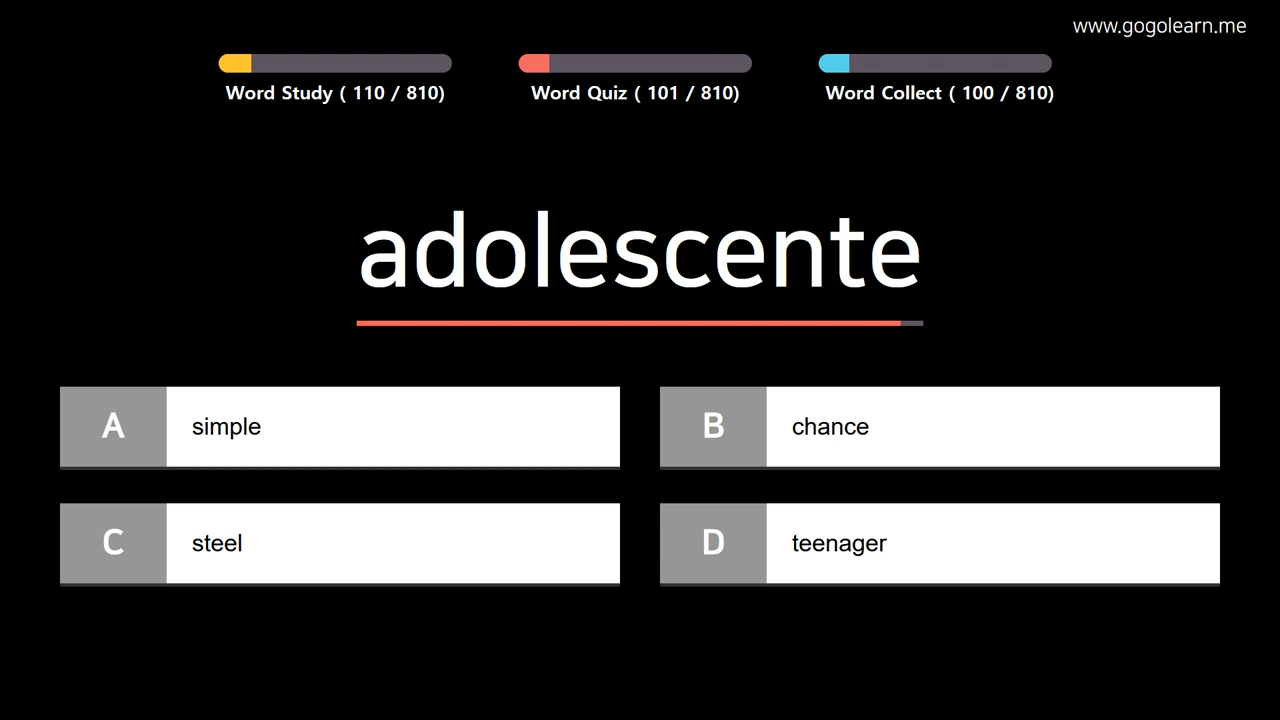 www.gogolearn.me
Word Study ( 110 / 810)
Word Quiz ( 101 / 810)
Word Collect ( 100 / 810)
adolescente
A simple
B chance
C steel
D teenager